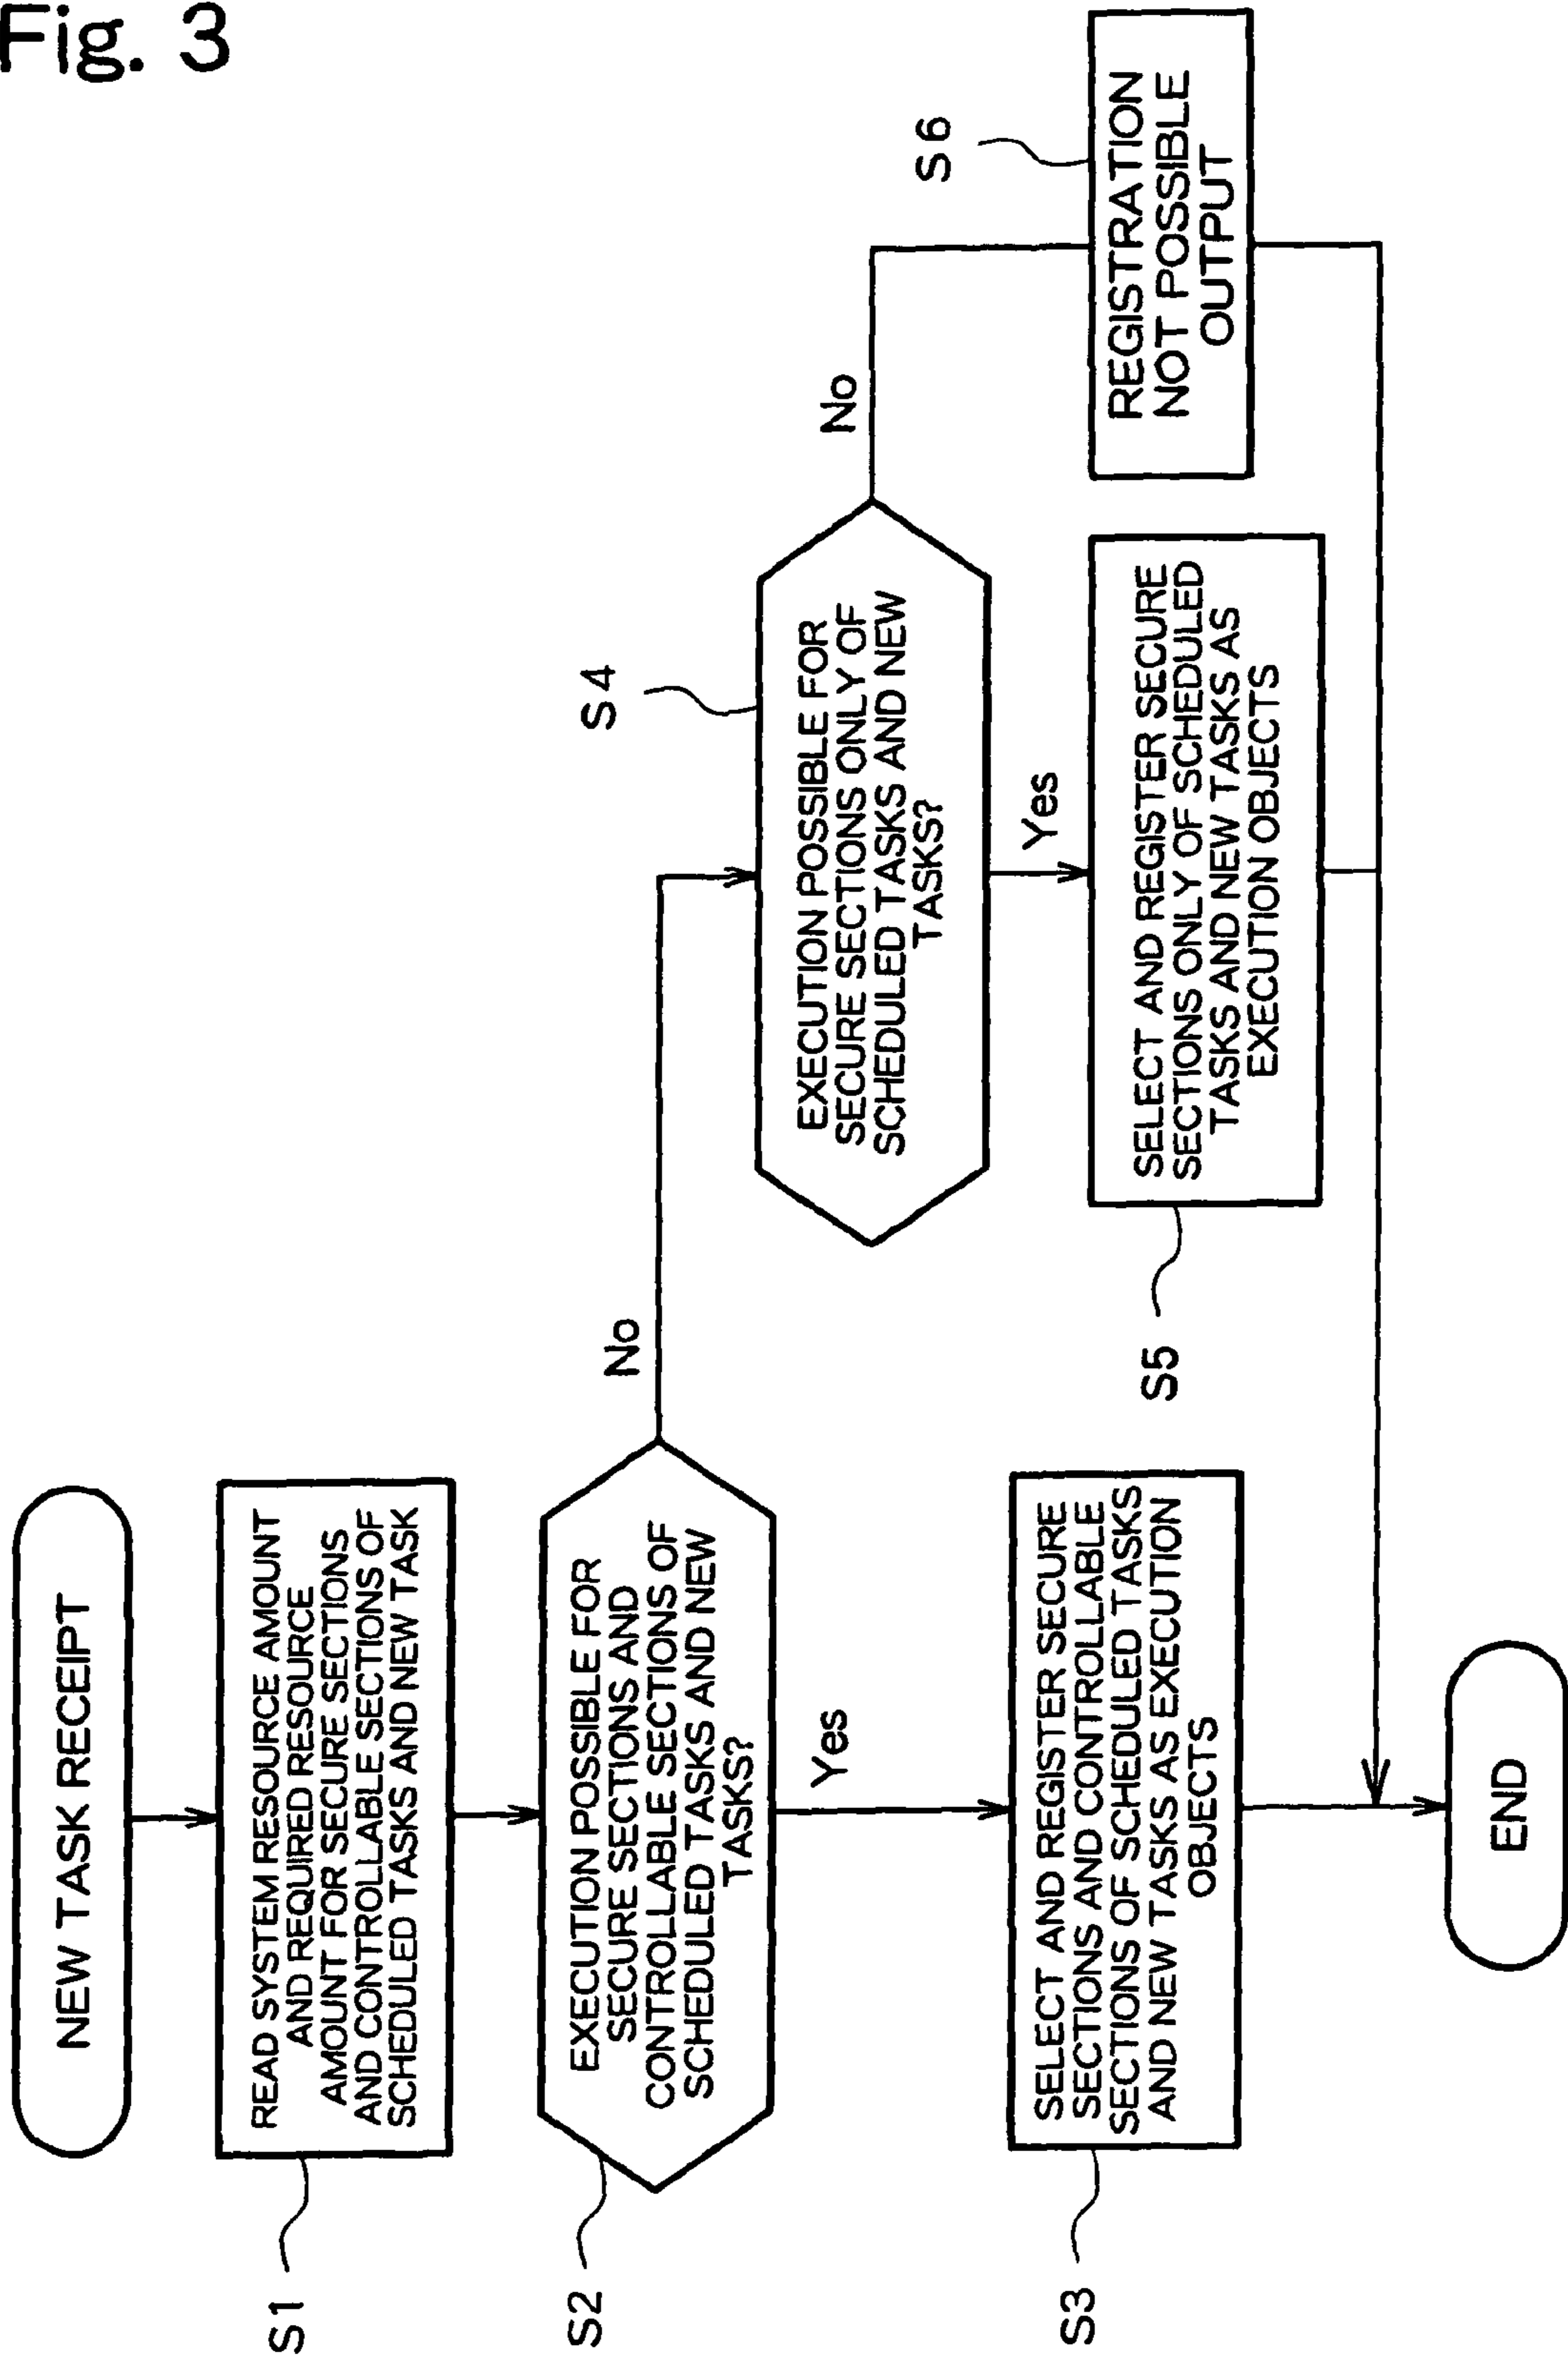 Fig. 3
NEW TASK RECEIPT
S1
READ SYSTEM RESOURCE AMOUNT
AND REQUIRED RESOURCE
AMOUNT FOR SECURE SECTIONS
AND CONTROLLABLE SECTIONS OF
SCHEDULED TASKS AND NEW TASK
S2
EXECUTION POSSIBLE FOR
SECURE SECTIONS AND
CONTROLLABLE SECTIONS OF
SCHEDULED TASKS AND NEW
TASKS?
No
Yes
S3
SELECT AND REGISTER SECURE
SECTIONS AND CONTROLLABLE
SECTIONS OF SCHEDULED TASKS
AND NEW TASKS AS EXECUTION
OBJECTS
S4
EXECUTION POSSIBLE FOR
SECURE SECTIONS ONLY OF
SCHEDULED TASKS AND NEW
TASKS?
No
Yes
S5
SELECT AND REGISTER SECURE
SECTIONS ONLY OF SCHEDULED
TASKS AND NEW TASKS AS
EXECUTION OBJECTS
S6
REGISTRATION
NOT POSSIBLE
OUTPUT
END